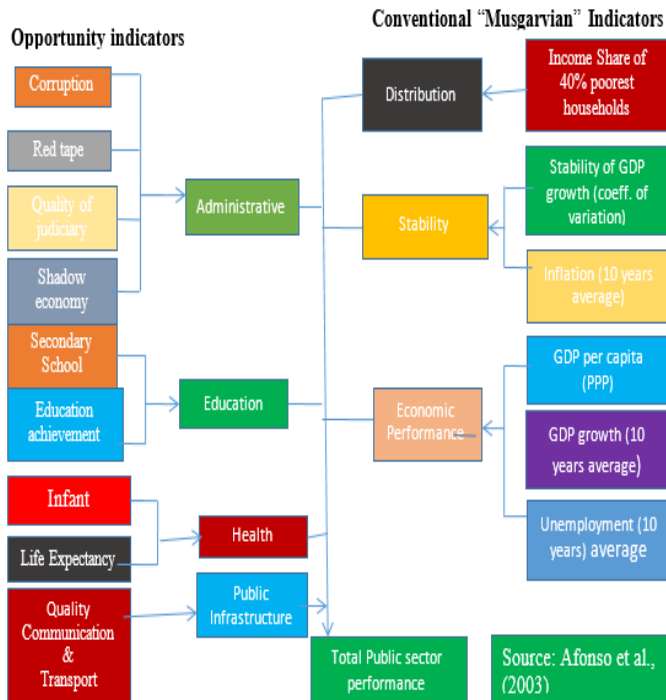 Conventional “Musgarvian” Indicators
Opportunity indicators
Corruption
Red tape
Quality of
judiciary
Shadow
economy
Secondary
School
Education
achievement
Infant
Life Expectancy
Quality
Communication
&
Transport
Administrative
Education
Health
Public
Infrastructure
Distribution
Stability
Economic
Performance
Total Public sector
performance
Income Share of
40% poorest
households
Stability of GDP
growth (coeff. of
variation)
Inflation (10 years
average)
GDP per capita
(PPP)
GDP growth (10
years average)
Unemployment (10
years) average
Source: Afonso et al.,
(2003)